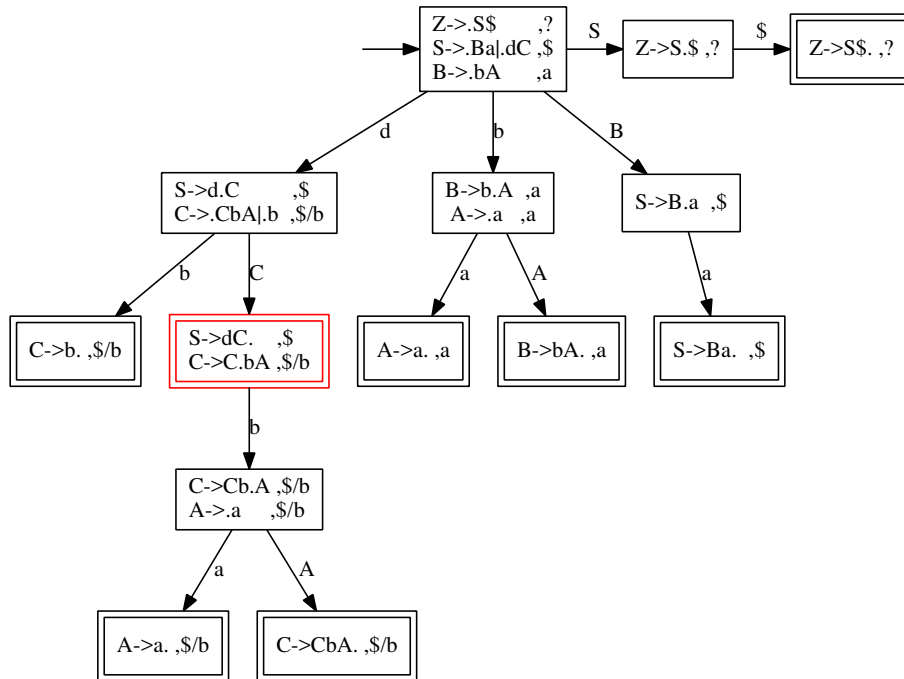 Z->.S$ ,?
S->.Ba|.dC ,$
B->.bA ,a
S
Z->S.$ ,?
$
Z->S$. ,?
d
b
B
S->d.C ,$
C->.CbA|.b ,$/b
B->b.A ,a
A->.a ,a
S->B.a ,$
b
C
a
A
a
C->b. ,$/b
S->dC. ,$
C->C.bA ,$/b
A->a. ,a
B->bA. ,a
S->Ba. ,$
b
C->Cb.A ,$/b
A->.a ,$/b
a
A
A->a. ,$/b
C->CbA. ,$/b